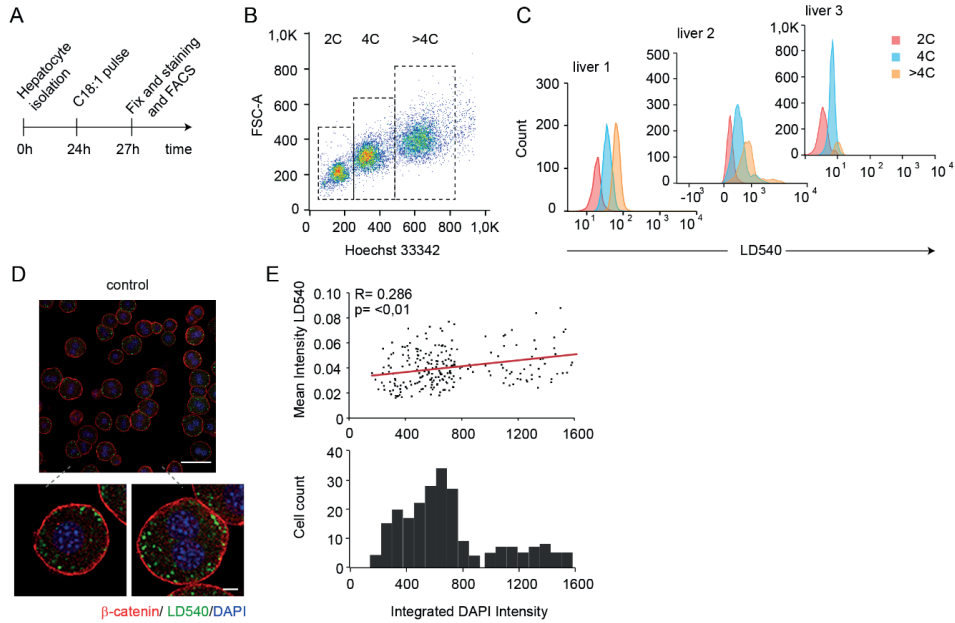 A
Hepatocyte
isolation
C18:1 pulse
Fix and staining
and FACS
0h
24h
27h
time
B
1,0K
800
600
400
200
0
FSC-A
2C
4C
>4C
0
200
400
600
800
1,0K
Hoechst 33342
C
liver 1
300
200
100
0
Count
10¹
10²
10³
10⁴
liver 2
500
400
300
200
100
0
-10³
0
10³
10⁴
liver 3
1,0K
800
600
400
200
0
10¹
10²
10³
10⁴
2C
4C
>4C
LD540
D
control
β-catenin/ LD540/DAPI
E
R= 0.286
p= <0,01
0.10
0.08
0.06
0.04
0.02
0
Mean Intensity LD540
0
400
800
1200
1600
40
30
20
10
0
Cell count
0
400
800
1200
1600
Integrated DAPI Intensity